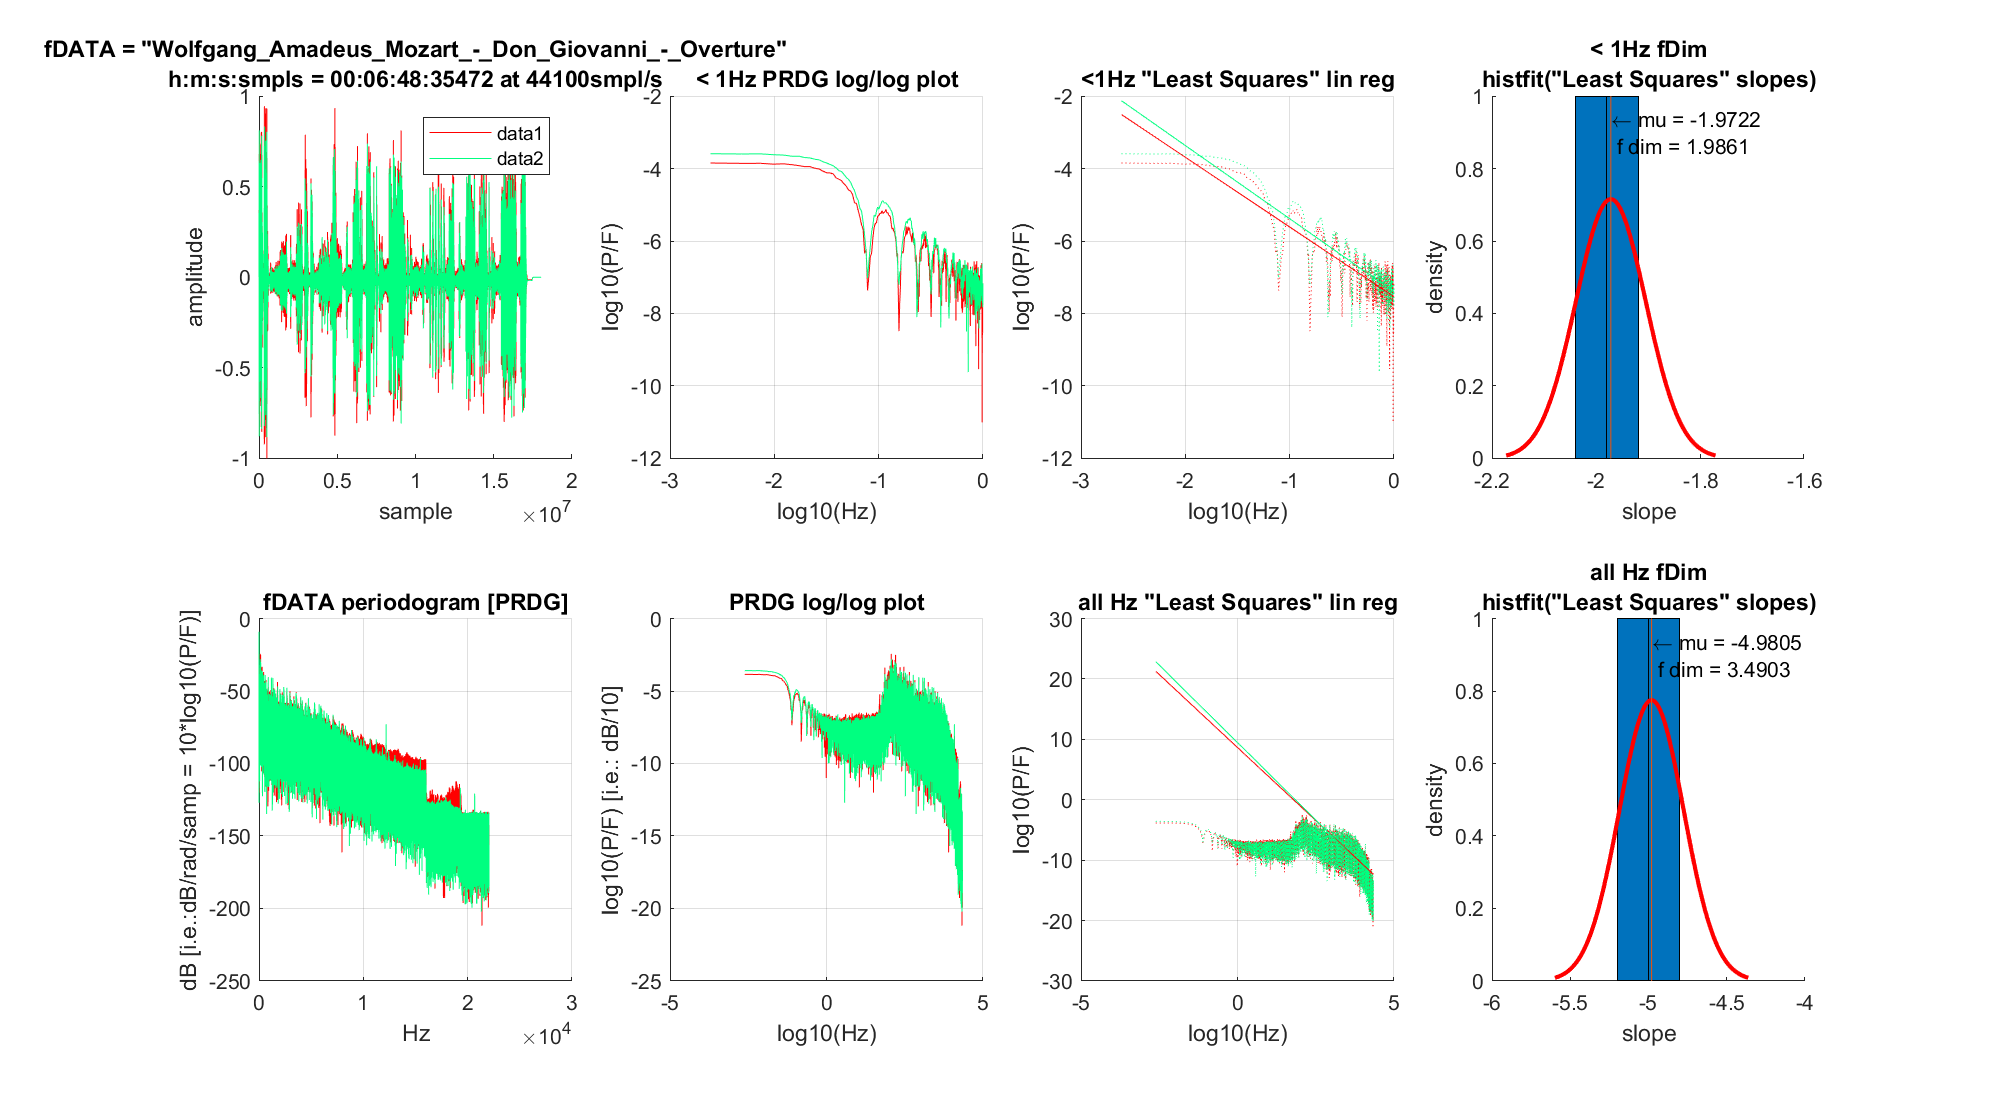 fDATA = "Wolfgang_Amadeus_Mozart_-_Don_Giovanni_-_Overture"
h:m:s:smpls = 00:06:48:35472 at 44100smpl/s
1
0.5
0
-0.5
-1
amplitude
data1
data2
0 0.5 1 1.5 2
sample
×10^7
< 1Hz PRDG log/log plot
-2
-4
-6
-8
-10
-12
log10(P/F)
-3 -2 -1 0
log10(Hz)
<1Hz "Least Squares" lin reg
-2
-4
-6
-8
-10
-12
log10(P/F)
-3 -2 -1 0
log10(Hz)
< 1Hz fDim
histfit("Least Squares" slopes)
1
0.8
0.6
0.4
0.2
0
density
← mu = -1.9722
f dim = 1.9861
-2.2 -2 -1.8 -1.6
slope
fDATA periodogram [PRDG]
0
-50
-100
-150
-200
-250
dB [i.e.:dB/rad/samp = 10*log10(P/F)]
0 1 2 3
Hz
×10^4
PRDG log/log plot
0
-5
-10
-15
-20
-25
log10(P/F) [i.e.: dB/10]
-5 0 5
log10(Hz)
all Hz "Least Squares" lin reg
30
20
10
0
-10
-20
-30
log10(P/F)
-5 0 5
log10(Hz)
all Hz fDim
histfit("Least Squares" slopes)
1
0.8
0.6
0.4
0.2
0
density
← mu = -4.9805
f dim = 3.4903
-6 -5.5 -5 -4.5 -4
slope